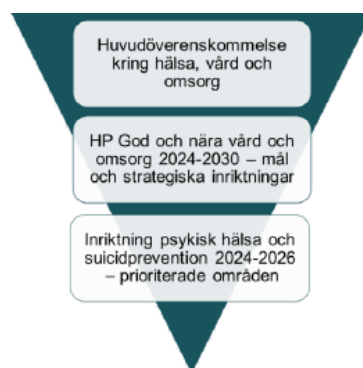 Huvudöverenskommelse
kring hälsa, vård och
omsorg
HP God och nära vård och
omsorg 2024-2030 – mål
och strategiska inriktningar
Inriktning psykisk hälsa och
suicidprevention 2024-2026
– prioriterade områden